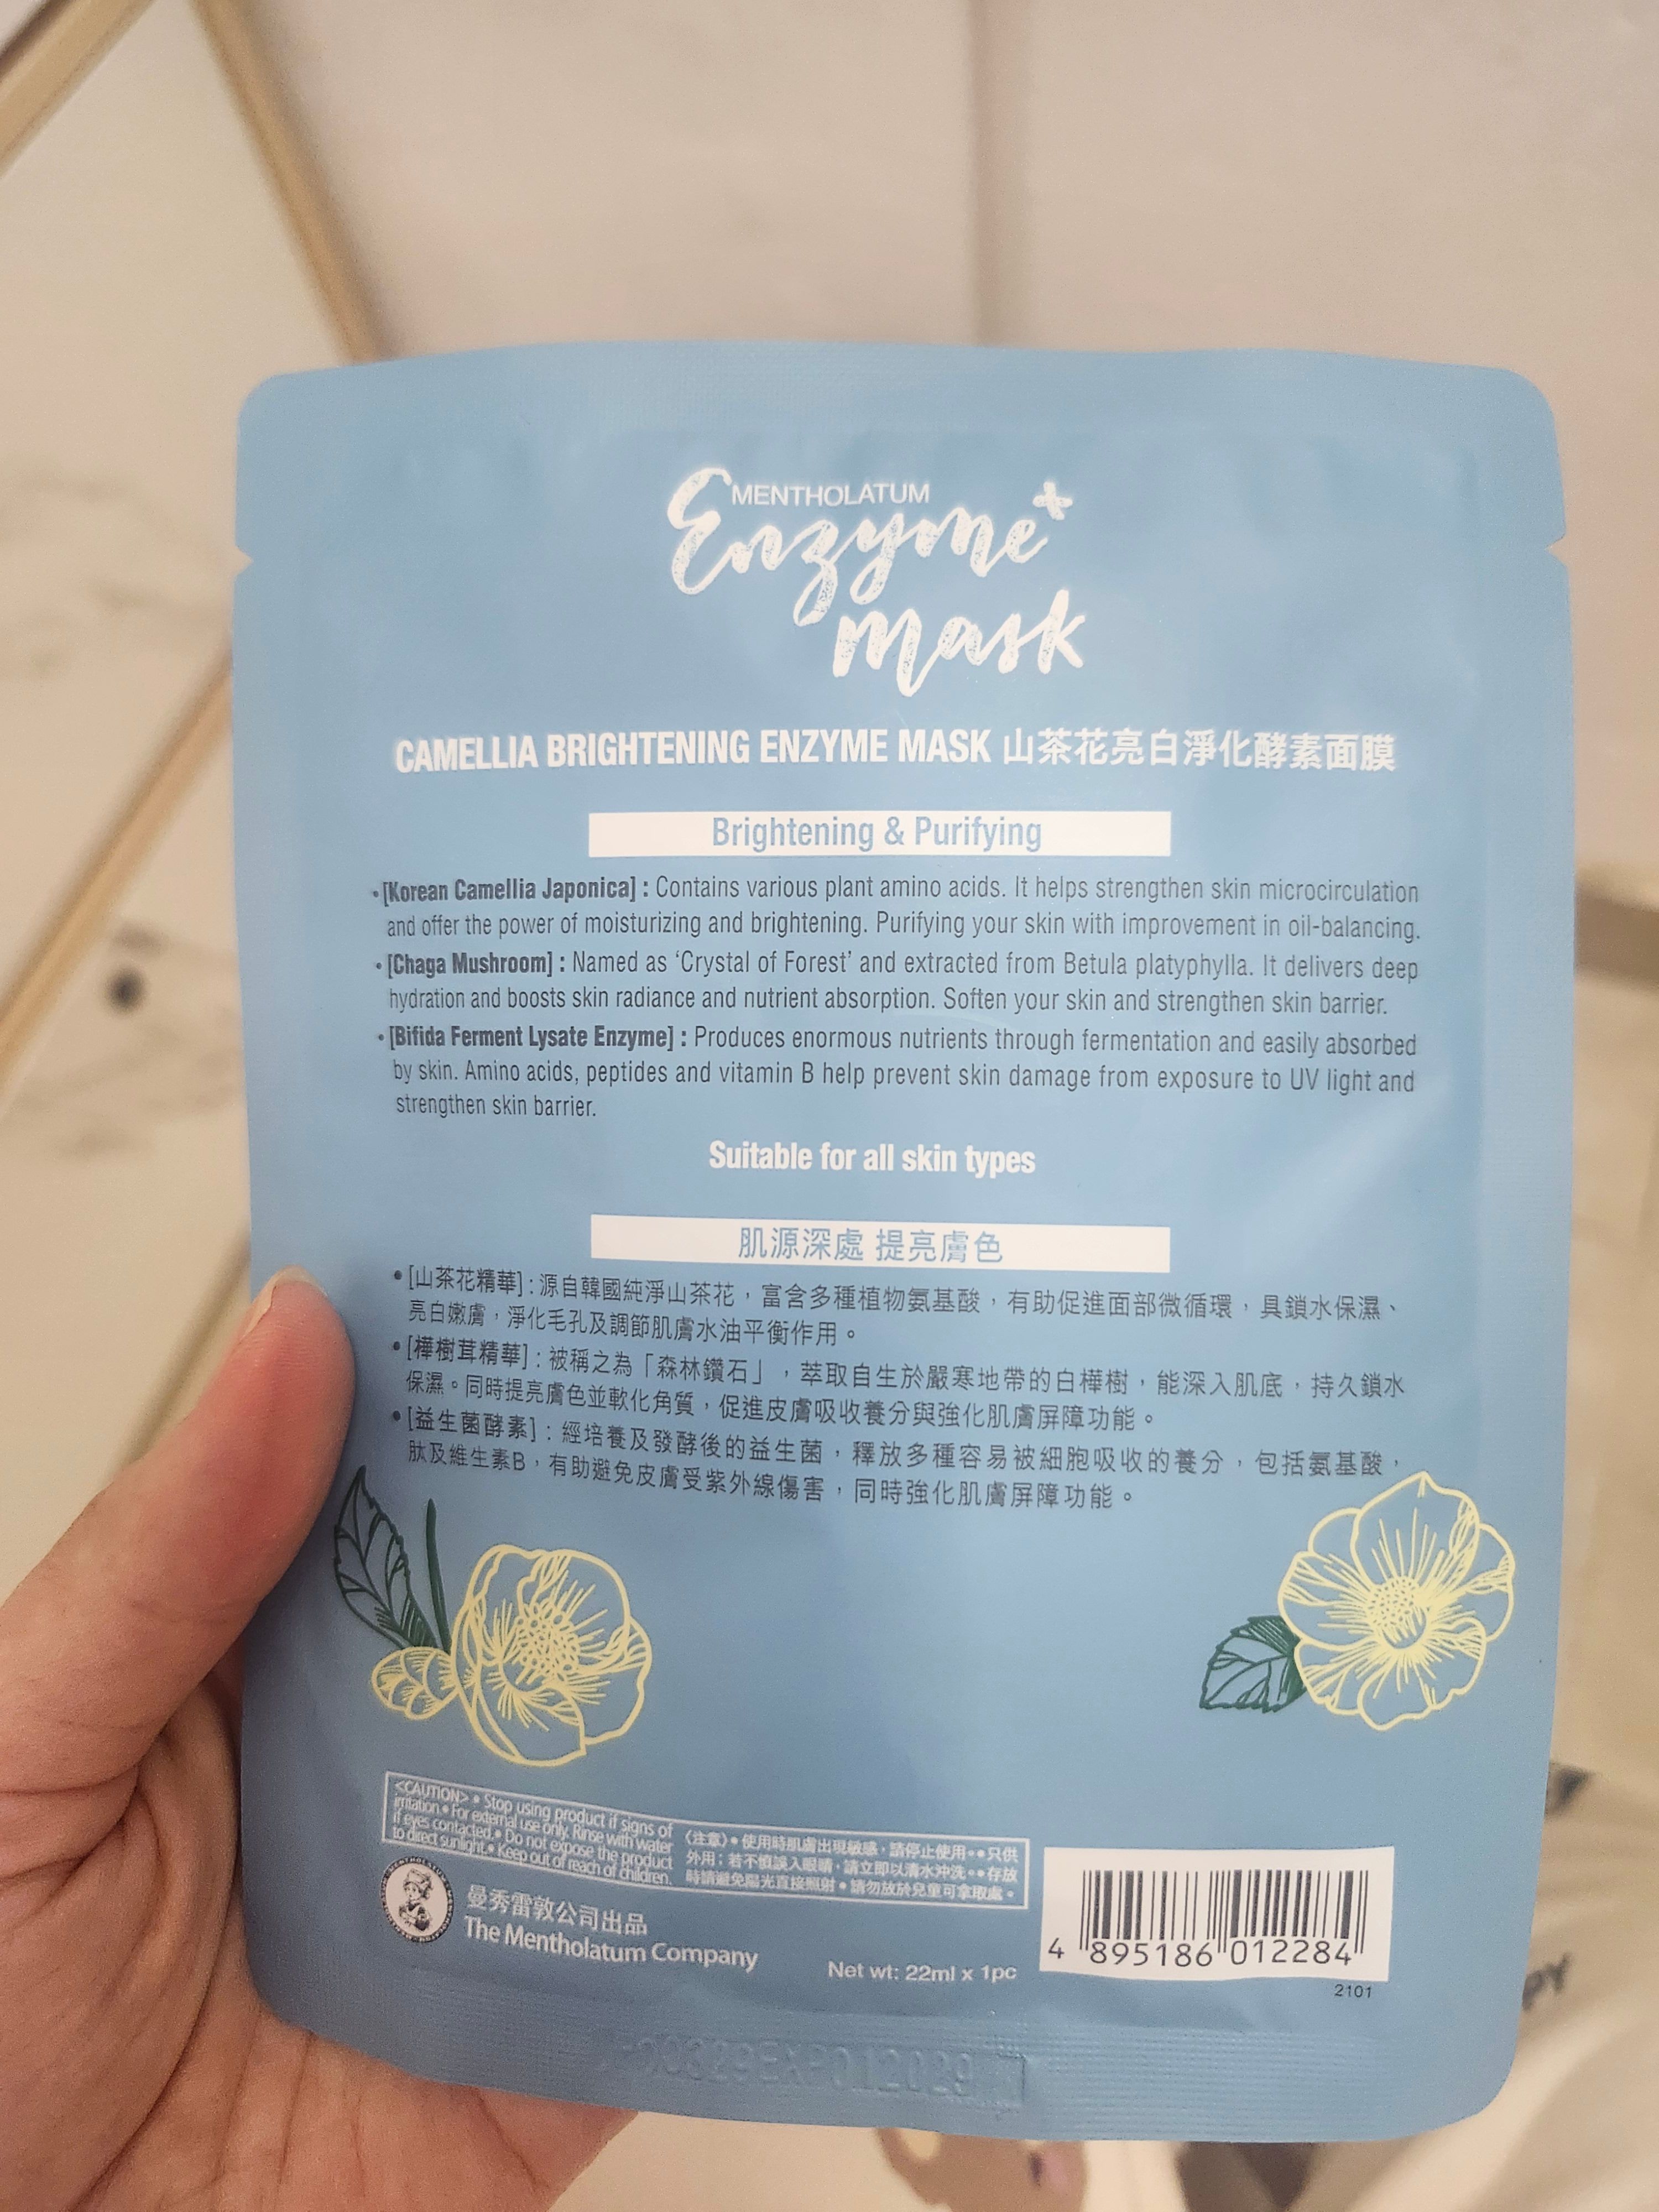 MENTHOLATUM
Enzyme+
mask
CAMELLIA BRIGHTENING ENZYME MASK 山茶花亮白淨化酵素面膜
Brightening & Purifying
•[Korean Camellia Japonica] : Contains various plant amino acids. It helps strengthen skin microcirculation
and offer the power of moisturizing and brightening. Purifying your skin with improvement in oil-balancing.
•[Chaga Mushroom] : Named as ‘Crystal of Forest’ and extracted from Betula platyphylla. It delivers deep
hydration and boosts skin radiance and nutrient absorption. Soften your skin and strengthen skin barrier.
•[Bifida Ferment Lysate Enzyme] : Produces enormous nutrients through fermentation and easily absorbed
by skin. Amino acids, peptides and vitamin B help prevent skin damage from exposure to UV light and
strengthen skin barrier.
Suitable for all skin types
肌源深處 提亮膚色
•[山茶花精華] : 源自韓國純淨山茶花，富含多種植物氨基酸，有助促進面部微循環，具鎖水保濕、
亮白嫩膚，淨化毛孔及調節肌膚水油平衡作用。
•[樺樹茸精華] : 被稱之為「森林鑽石」，萃取自生於嚴寒地帶的白樺樹，能深入肌底，持久鎖水
保濕。同時提亮膚色並軟化角質，促進皮膚吸收養分與強化肌膚屏障功能。
•[益生菌酵素] : 經培養及發酵後的益生菌，釋放多種容易被細胞吸收的養分，包括氨基酸，
肽及維生素B，有助避免皮膚受紫外線傷害，同時強化肌膚屏障功能。
<CAUTION> • Stop using product if signs of
irritation. • For external use only. Rinse with water
if eyes contacted. • Do not expose the product
to direct sunlight. • Keep out of reach of children.
〈注意〉• 使用時肌膚出現敏感，請停止使用。• 只供
外用；若不慎誤入眼睛，請立即以清水沖洗。• 存放
時請避免陽光直接照射 • 請勿放於兒童可拿取處。
曼秀雷敦公司出品
The Mentholatum Company
Net wt: 22ml x 1pc
4 895186 012284
2101